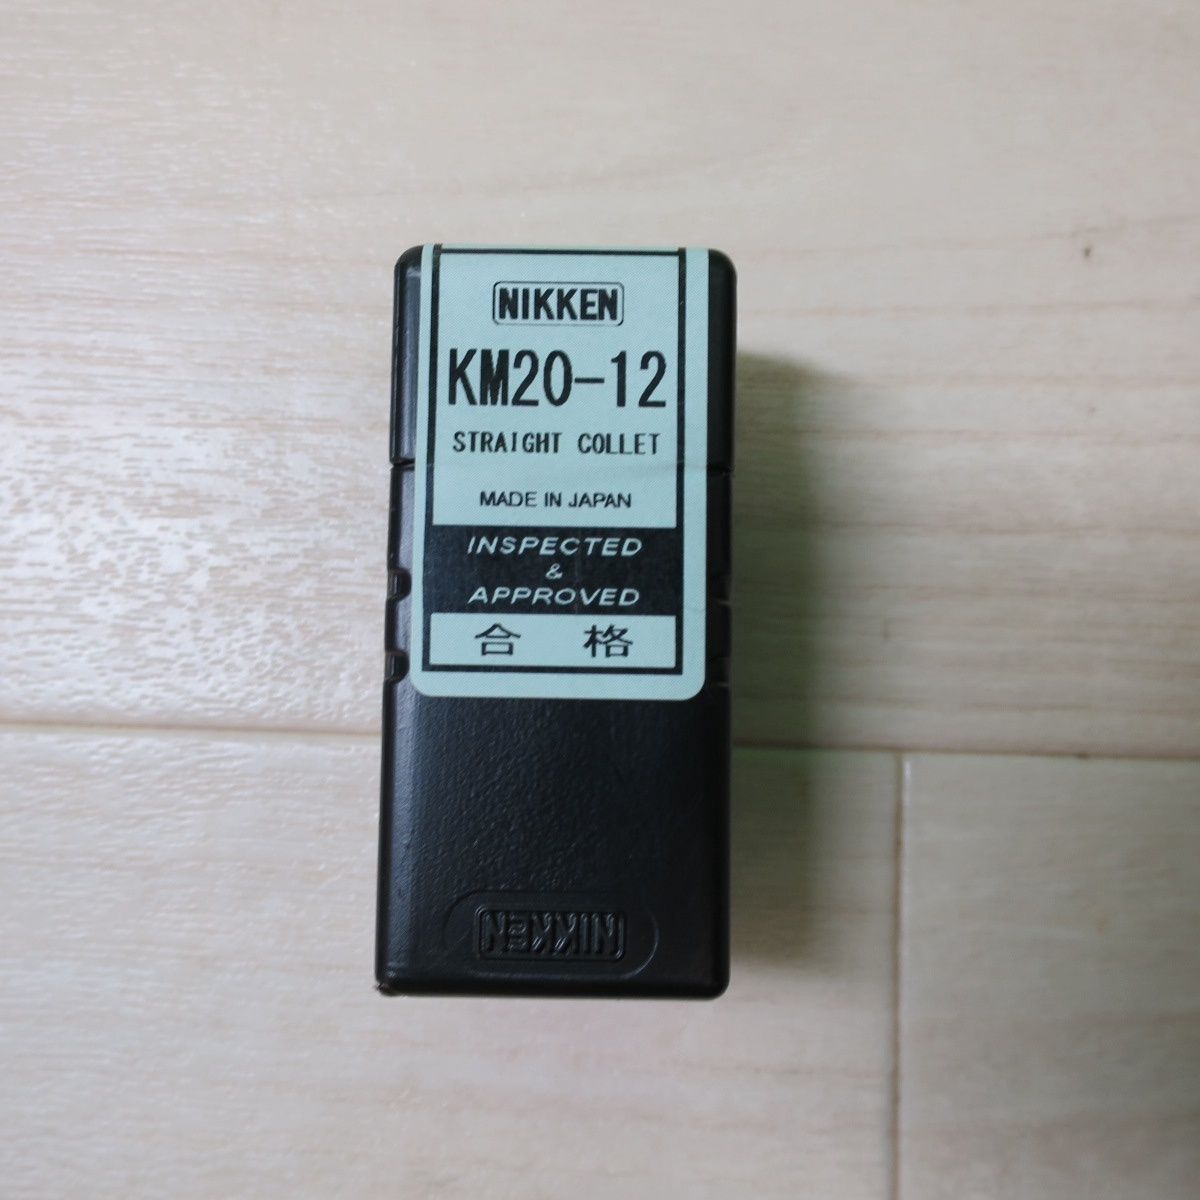 NIKKEN
KM20-12
STRAIGHT COLLET
MADE IN JAPAN
INSPECTED
&
APPROVED
合 格
NIKKEN